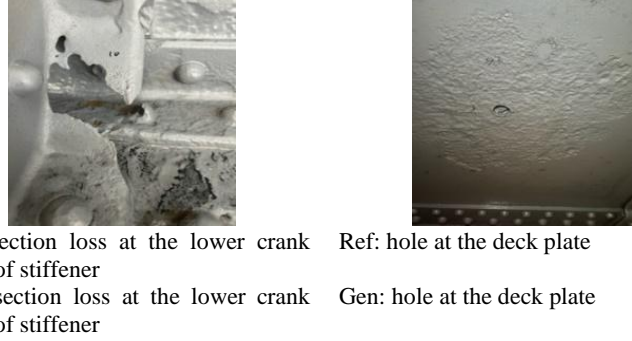 ection loss at the lower crank
of stiffener
section loss at the lower crank
of stiffener
Ref: hole at the deck plate
Gen: hole at the deck plate